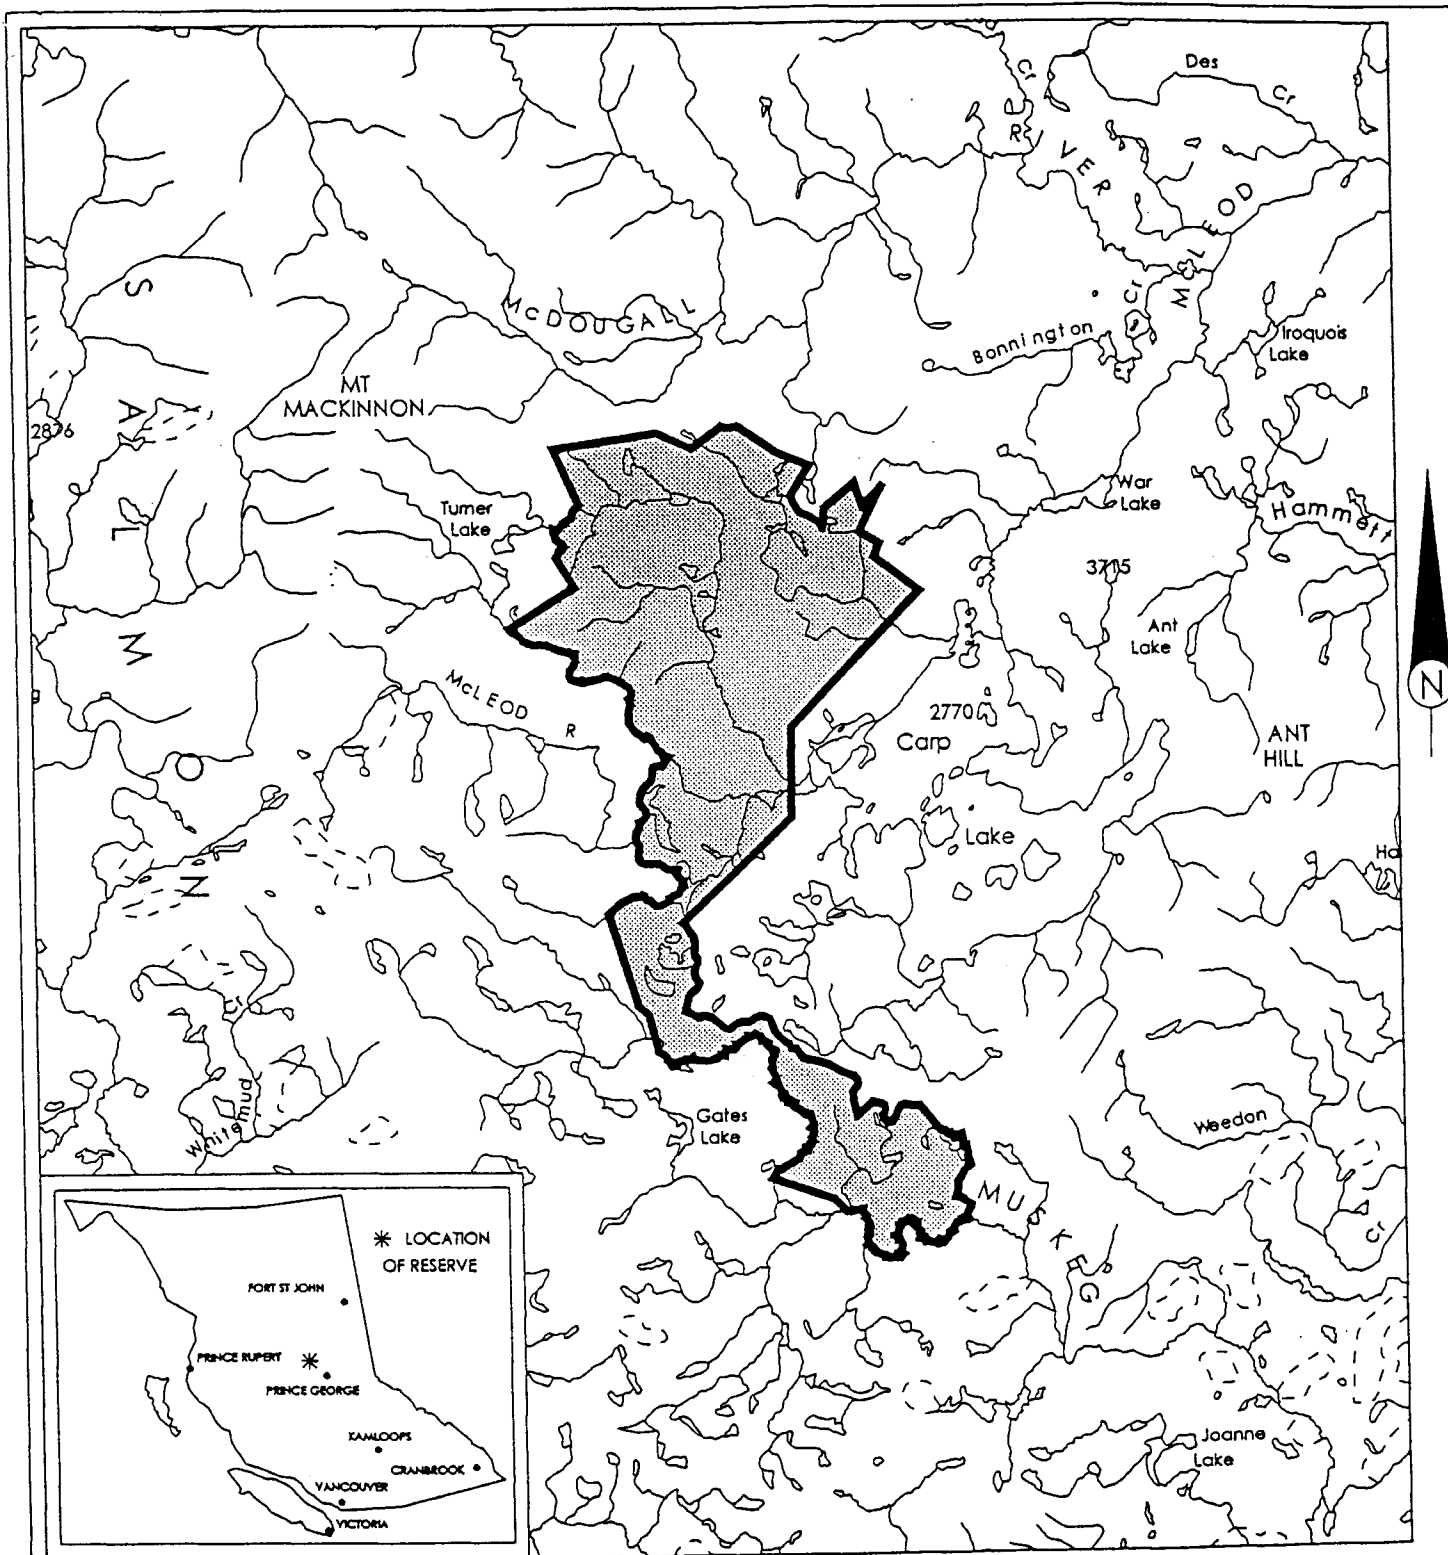 Des
Cr
Cr
RIVER
McLEOD
S
McDOUGALL
Cr
Bonnington
Iroquois
Lake
MT
MACKINNON
A
2876
Turner
Lake
War
Lake
Hammett
L
3715
Ant
Lake
M
McLEOD R
N
2770
Carp
ANT
HILL
O
Lake
Ha
N
Cr
Whitemud
Gates
Lake
Weedon
Cr
MUSKEG
Joanne
Lake
LOCATION
OF RESERVE
FORT ST JOHN
PRINCE RUPERT
PRINCE GEORGE
KAMLOOPS
CRANBROOK
VANCOUVER
VICTORIA